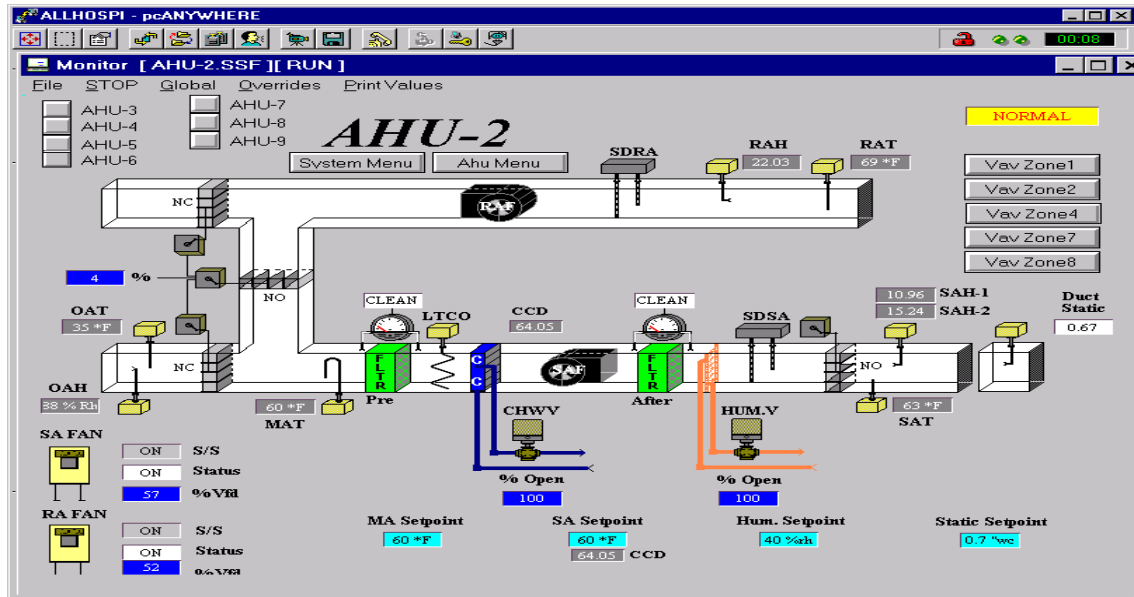 ALLHOSPI - pcANYWHERE
00:08
Monitor [ AHU-2.SSF ][ RUN ]
File STOP Global Overrides Print Values
AHU-3 AHU-7
AHU-4 AHU-8
AHU-5 AHU-9
AHU-6
AHU-2
NORMAL
System Menu Ahu Menu
SDRA RAH RAT
22.03 69 *F
Vav Zone1
Vav Zone2
Vav Zone4
Vav Zone7
Vav Zone8
NC
RAF
4 %
NO
OAT
35 *F
CLEAN
LTCO
CCD
64.05
CLEAN
SDSA
10.96 SAH-1
15.24 SAH-2
Duct
Static
0.67
NC
FLTR
CC
SAF
FLTR
NO
OAH
38 % Rh
60 *F
MAT
Pre
After
63 *F
SAT
CHWV
HUM.V
SA FAN
ON S/S
ON Status
57 %Vfd
% Open
100
% Open
100
RA FAN
ON S/S
ON Status
52 %Vfd
MA Setpoint
60 *F
SA Setpoint
60 *F
64.05 CCD
Hum. Setpoint
40 %rh
Static Setpoint
0.7 "wc